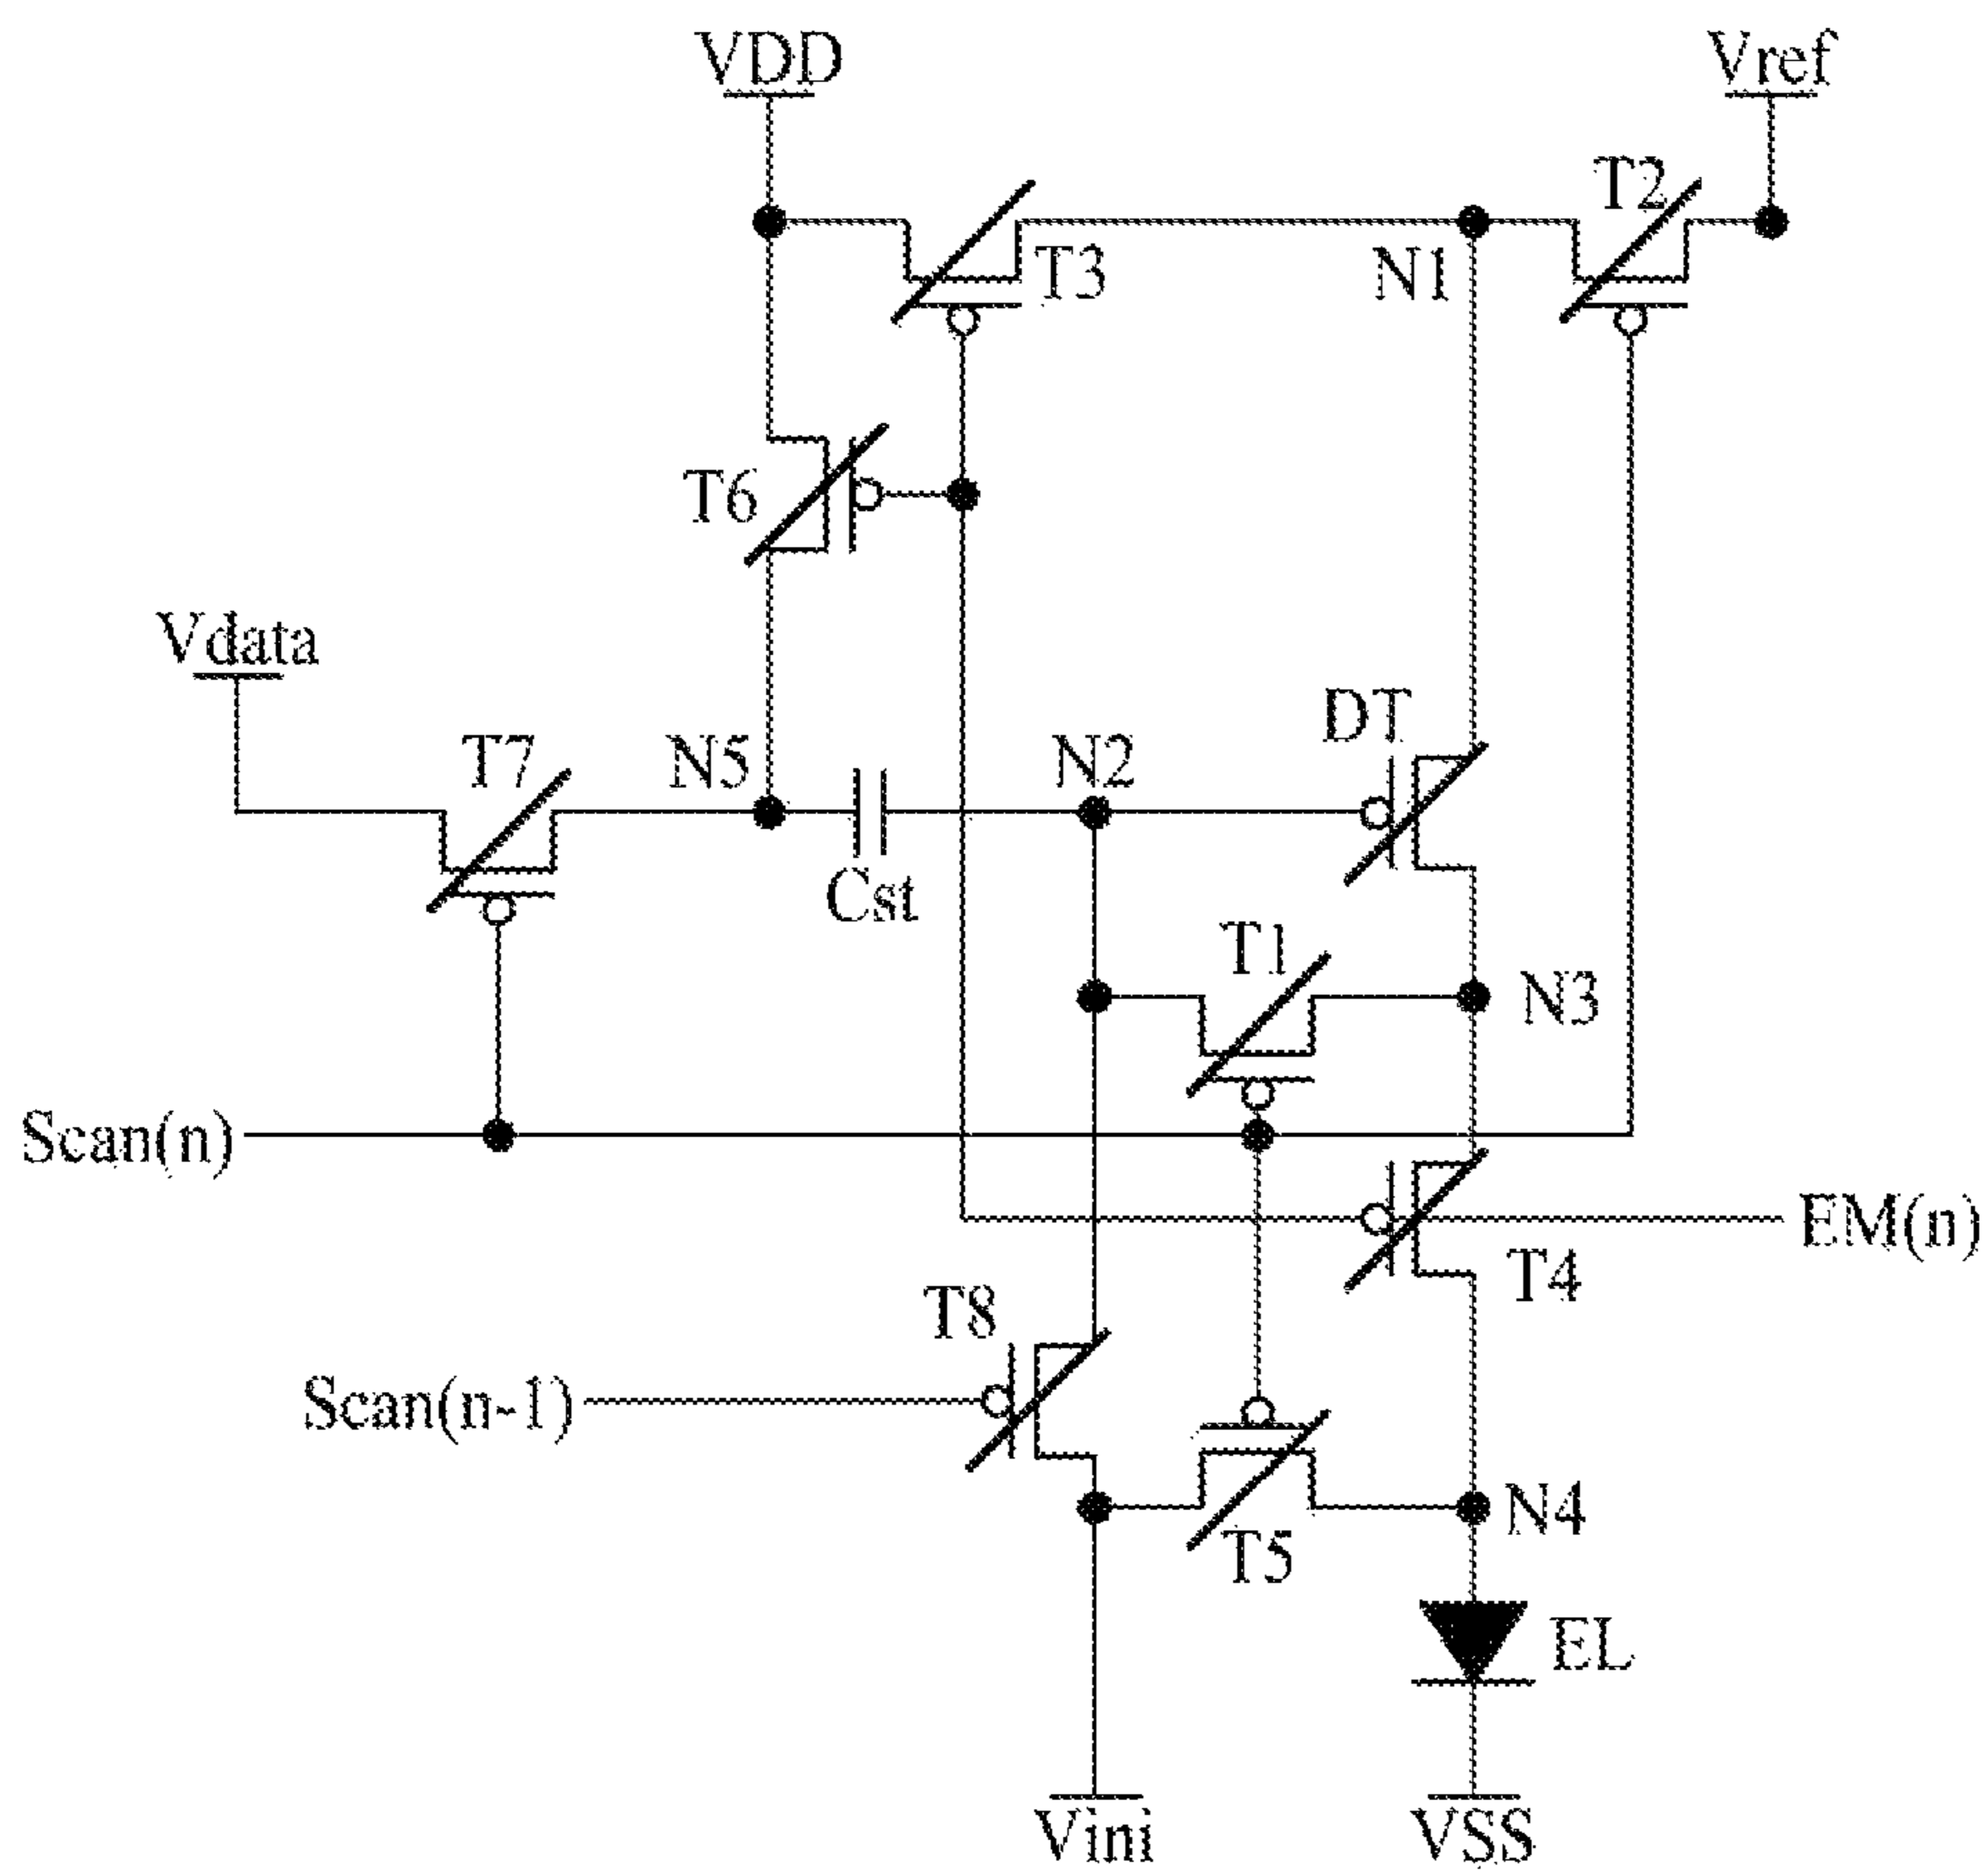 VDD
Vref
T2
T3
N1
T6
Vdata
DT
T7
N5
N2
Cst
T1
N3
Scan(n)
EM(n)
T4
T8
Scan(n-1)
N4
T5
EL
Vini
VSS